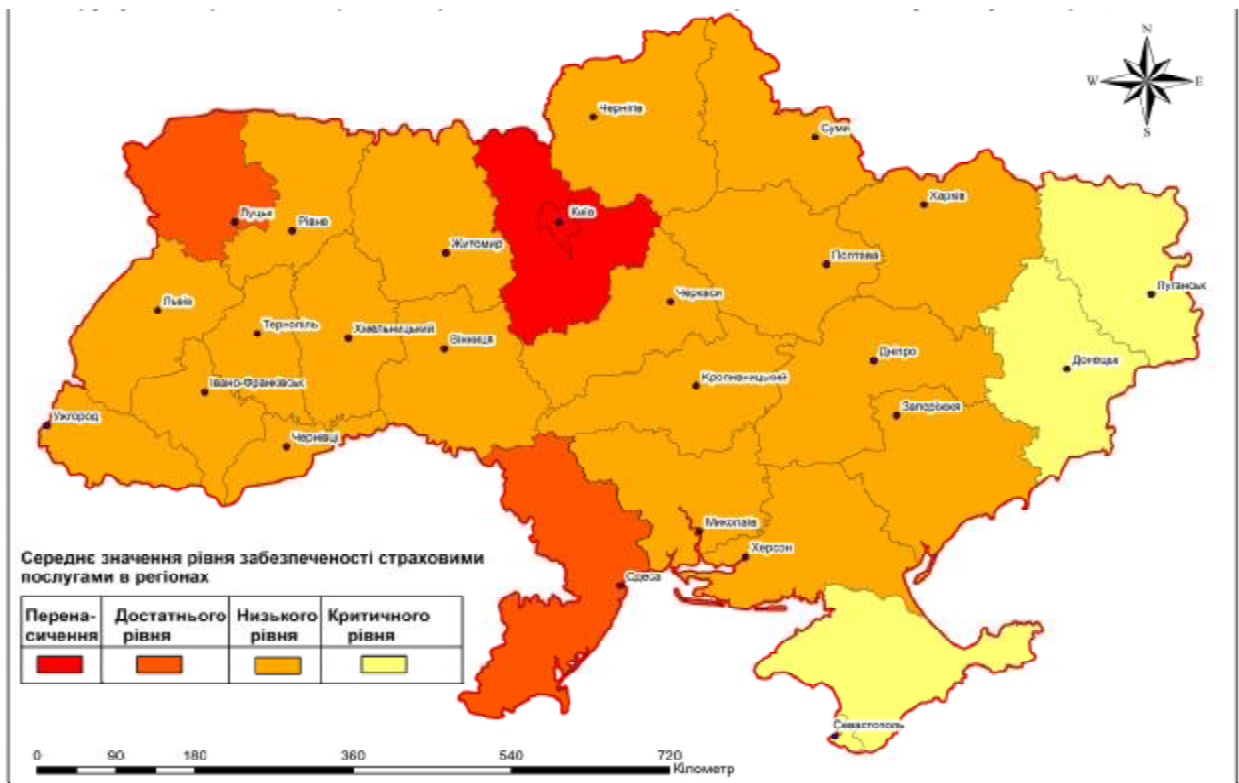 N
W
E
S
Чернігів
Суми
Луцьк
Рівне
Київ
Харків
Житомир
Полтава
Львів
Черкаси
Луганськ
Тернопіль
Хмельницький
Вінниця
Дніпро
Донецьк
Івано-Франківськ
Кропивницький
Ужгород
Запоріжжя
Чернівці
Миколаїв
Херсон
Одеса
Севастополь
Середнє значення рівня забезпеченості страховими
послугами в регіонах
Перена- Достатнього Низького Критичного
сичення рівня рівня рівня
0 90 180 360 540 720
Кілометр